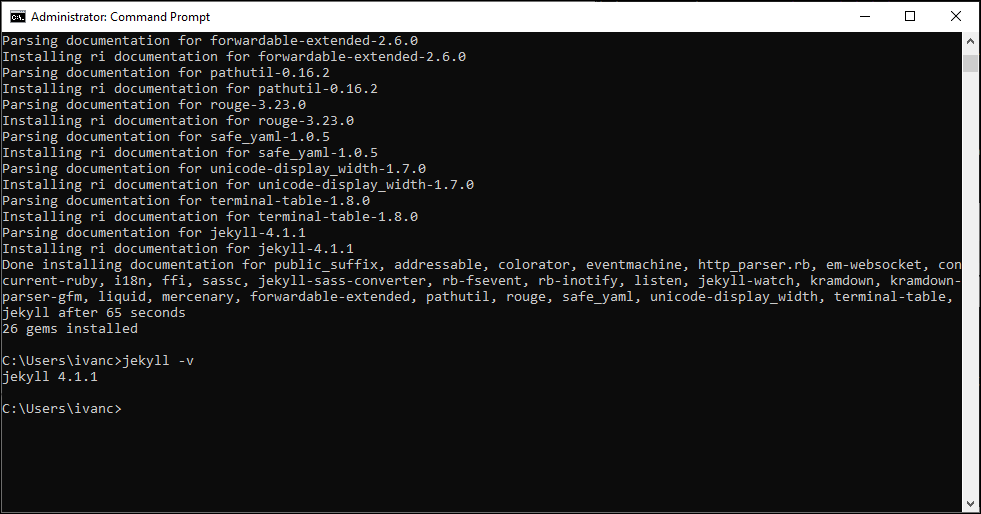 Administrator: Command Prompt
Parsing documentation for forwardable-extended-2.6.0
Installing ri documentation for forwardable-extended-2.6.0
Parsing documentation for pathutil-0.16.2
Installing ri documentation for pathutil-0.16.2
Parsing documentation for rouge-3.23.0
Installing ri documentation for rouge-3.23.0
Parsing documentation for safe_yaml-1.0.5
Installing ri documentation for safe_yaml-1.0.5
Parsing documentation for unicode-display_width-1.7.0
Installing ri documentation for unicode-display_width-1.7.0
Parsing documentation for terminal-table-1.8.0
Installing ri documentation for terminal-table-1.8.0
Parsing documentation for jekyll-4.1.1
Installing ri documentation for jekyll-4.1.1
Done installing documentation for public_suffix, addressable, colorator, eventmachine, http_parser.rb, em-websocket, con
current-ruby, i18n, ffi, sassc, jekyll-sass-converter, rb-fsevent, rb-inotify, listen, jekyll-watch, kramdown, kramdown-
parser-gfm, liquid, mercenary, forwardable-extended, pathutil, rouge, safe_yaml, unicode-display_width, terminal-table,
jekyll after 65 seconds
26 gems installed
C:\Users\ivanc>jekyll -v
jekyll 4.1.1
C:\Users\ivanc>